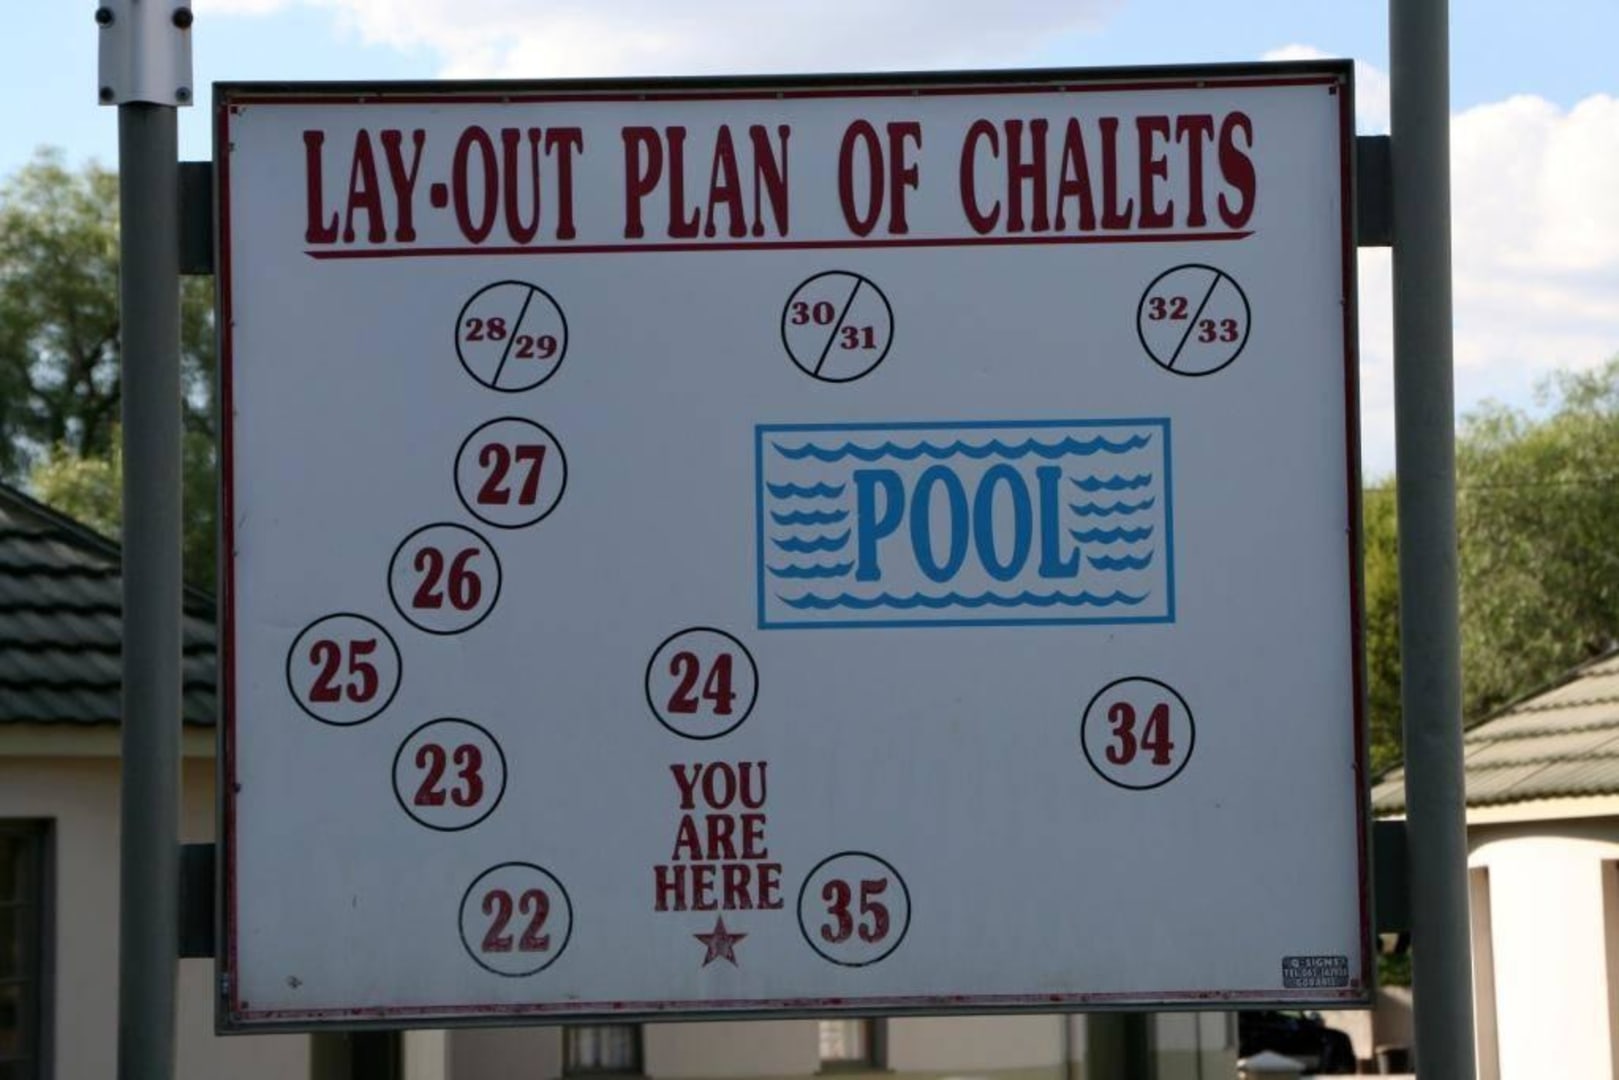 LAY-OUT PLAN OF CHALETS
28/29
30/31
32/33
27
POOL
26
25
24
34
23
YOU
ARE
HERE
22
35
Q-SIGNS